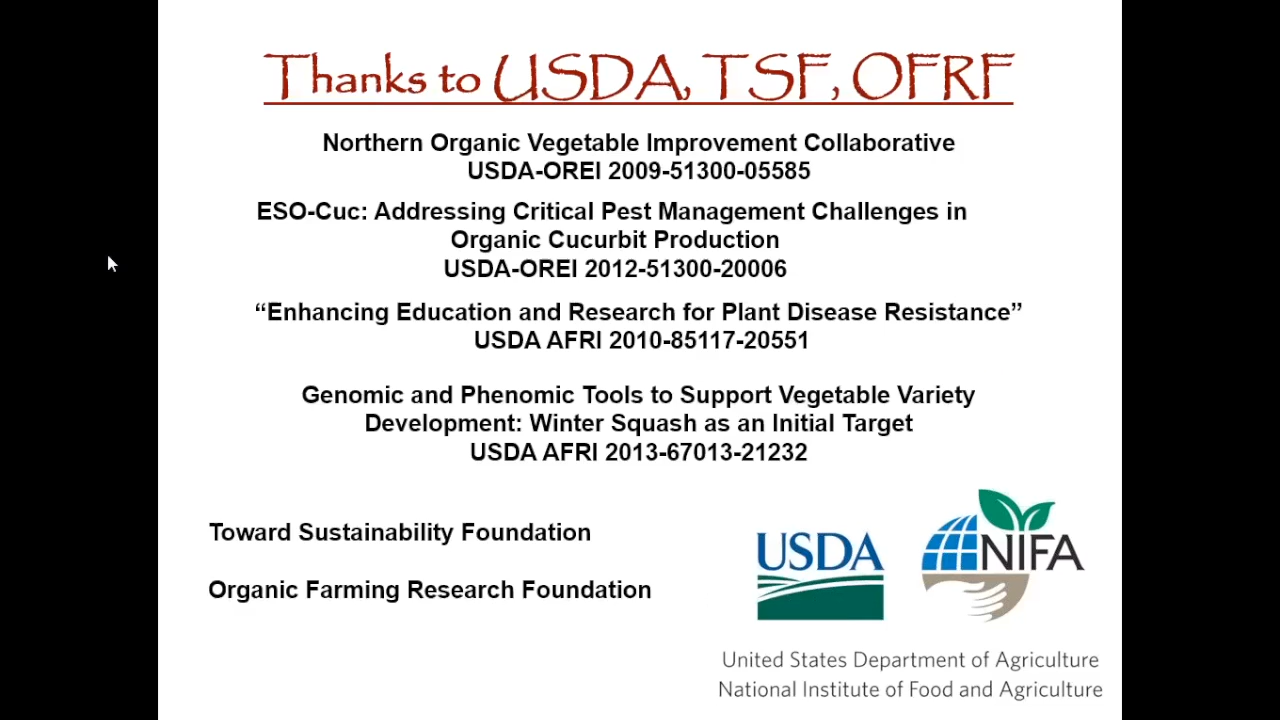 Thanks to USDA, TSF, OFRF
Northern Organic Vegetable Improvement Collaborative
USDA-OREI 2009-51300-05585
ESO-Cuc: Addressing Critical Pest Management Challenges in
Organic Cucurbit Production
USDA-OREI 2012-51300-20006
“Enhancing Education and Research for Plant Disease Resistance”
USDA AFRI 2010-85117-20551
Genomic and Phenomic Tools to Support Vegetable Variety
Development: Winter Squash as an Initial Target
USDA AFRI 2013-67013-21232
Toward Sustainability Foundation
Organic Farming Research Foundation
USDA
NIFA
United States Department of Agriculture
National Institute of Food and Agriculture